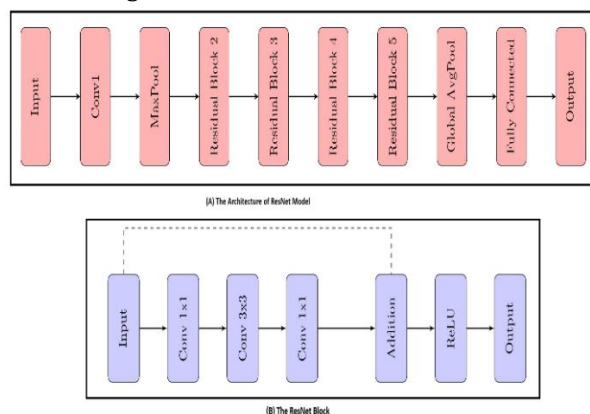 Input
Conv1
MaxPool
Residual Block 2
Residual Block 3
Residual Block 4
Residual Block 5
Global AvgPool
Fully Connected
Output
(A) The Architecture of ResNet Model
Input
Conv 1x1
Conv 3x3
Conv 1x1
Addition
ReLU
Output
(B) The ResNet Block